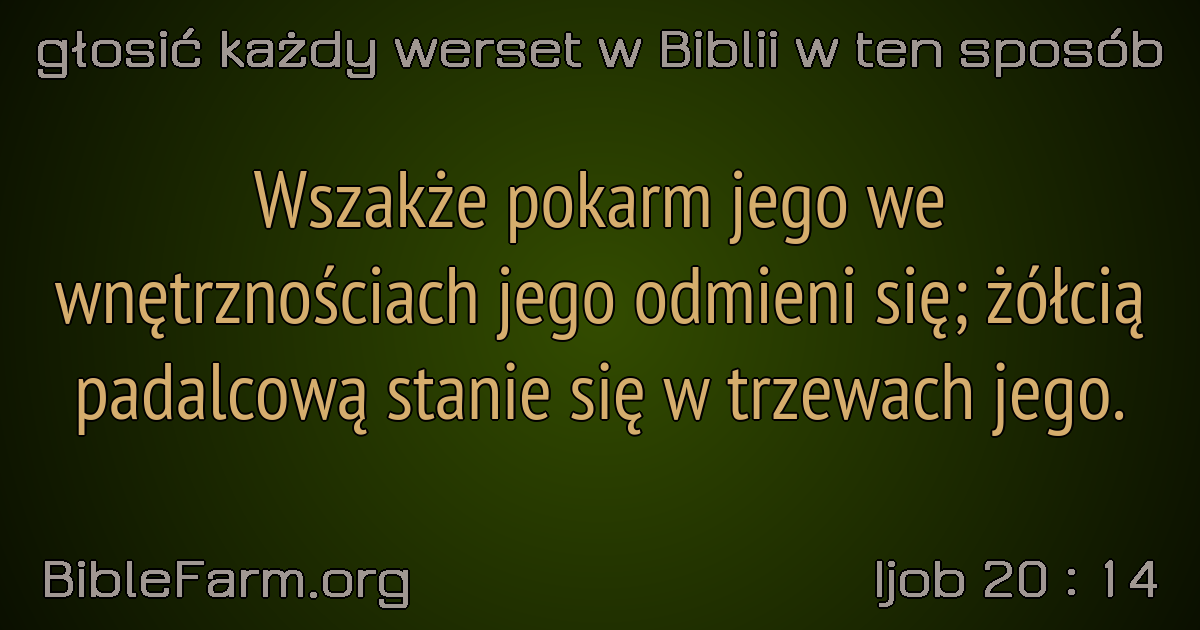 głosić każdy werset w Biblii w ten sposób
Wszakże pokarm jego we
wnętrznościach jego odmieni się; żółcią
padalcową stanie się w trzewach jego.
BibleFarm.org
Ijob 20 : 14